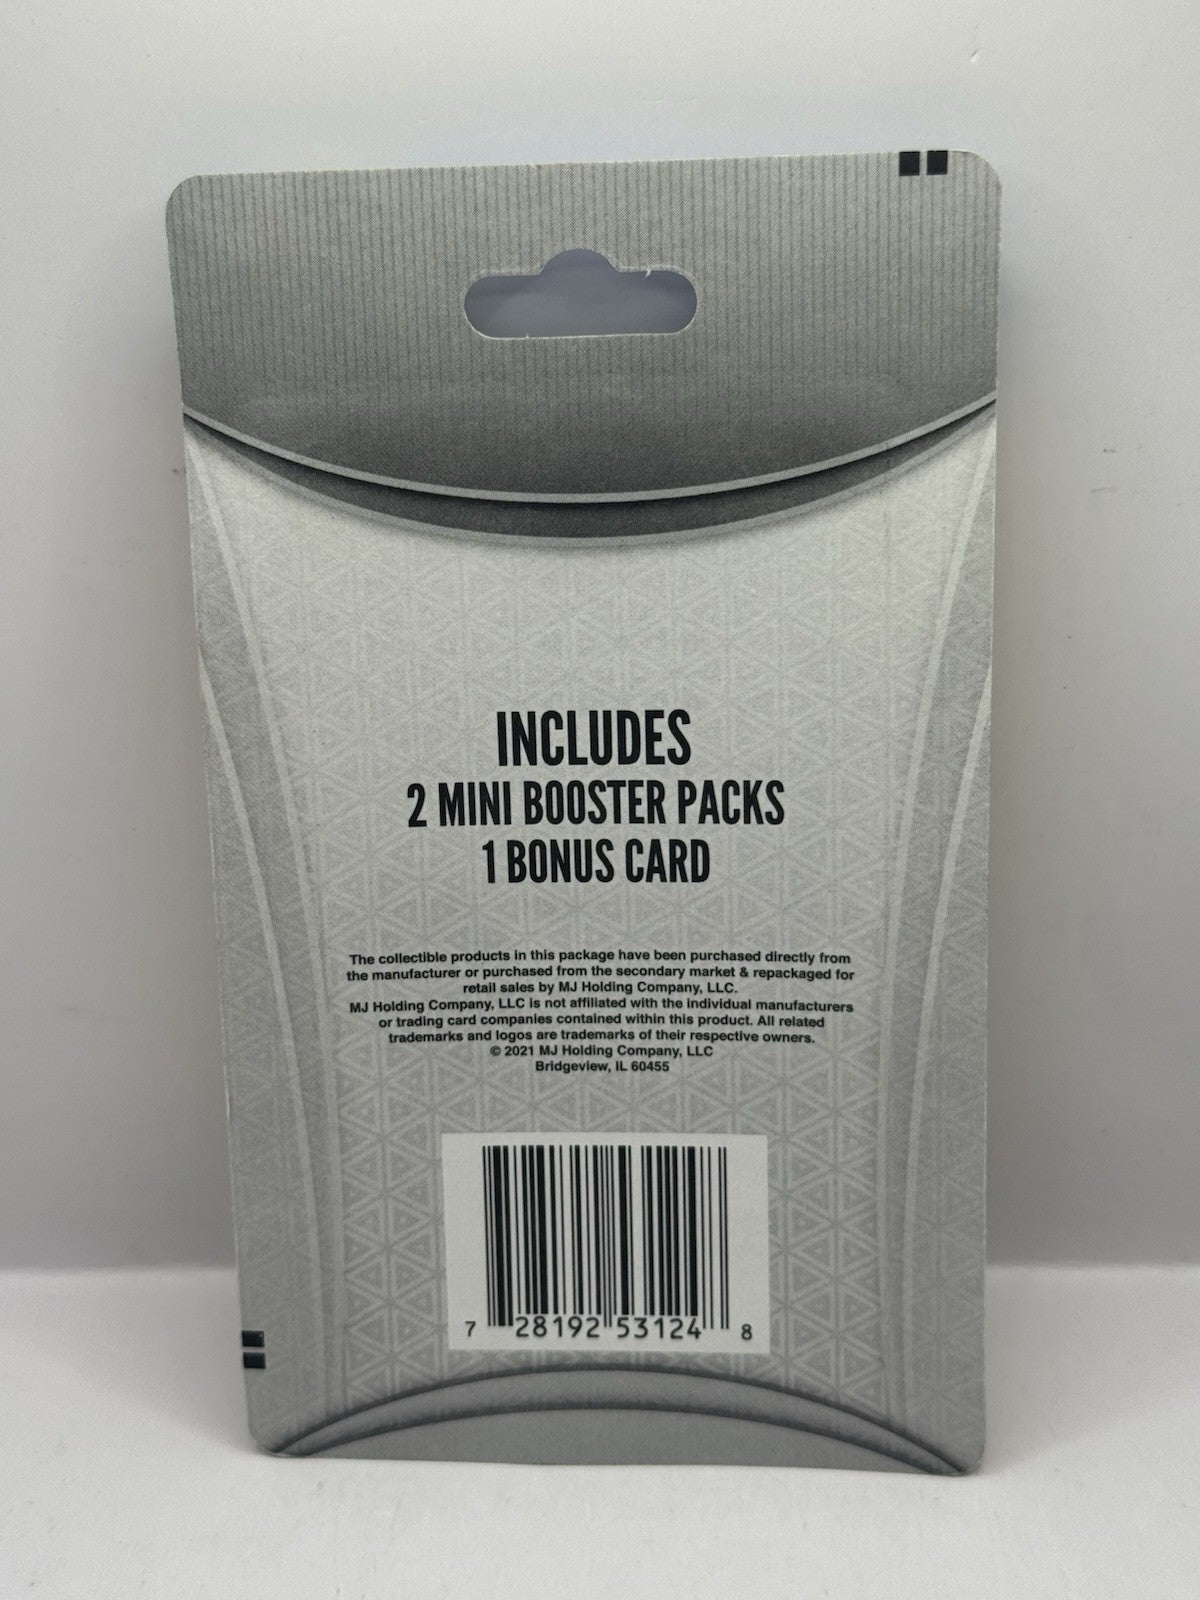 INCLUDES
2 MINI BOOSTER PACKS
1 BONUS CARD
The collectible products in this package have been purchased directly from
the manufacturer or purchased from the secondary market & repackaged for
retail sales by MJ Holding Company, LLC.
MJ Holding Company, LLC is not affiliated with the individual manufacturers
or trading card companies contained within this product. All related
trademarks and logos are trademarks of their respective owners.
© 2021 MJ Holding Company, LLC
Bridgeview, IL 60455
7 28192 53124 8